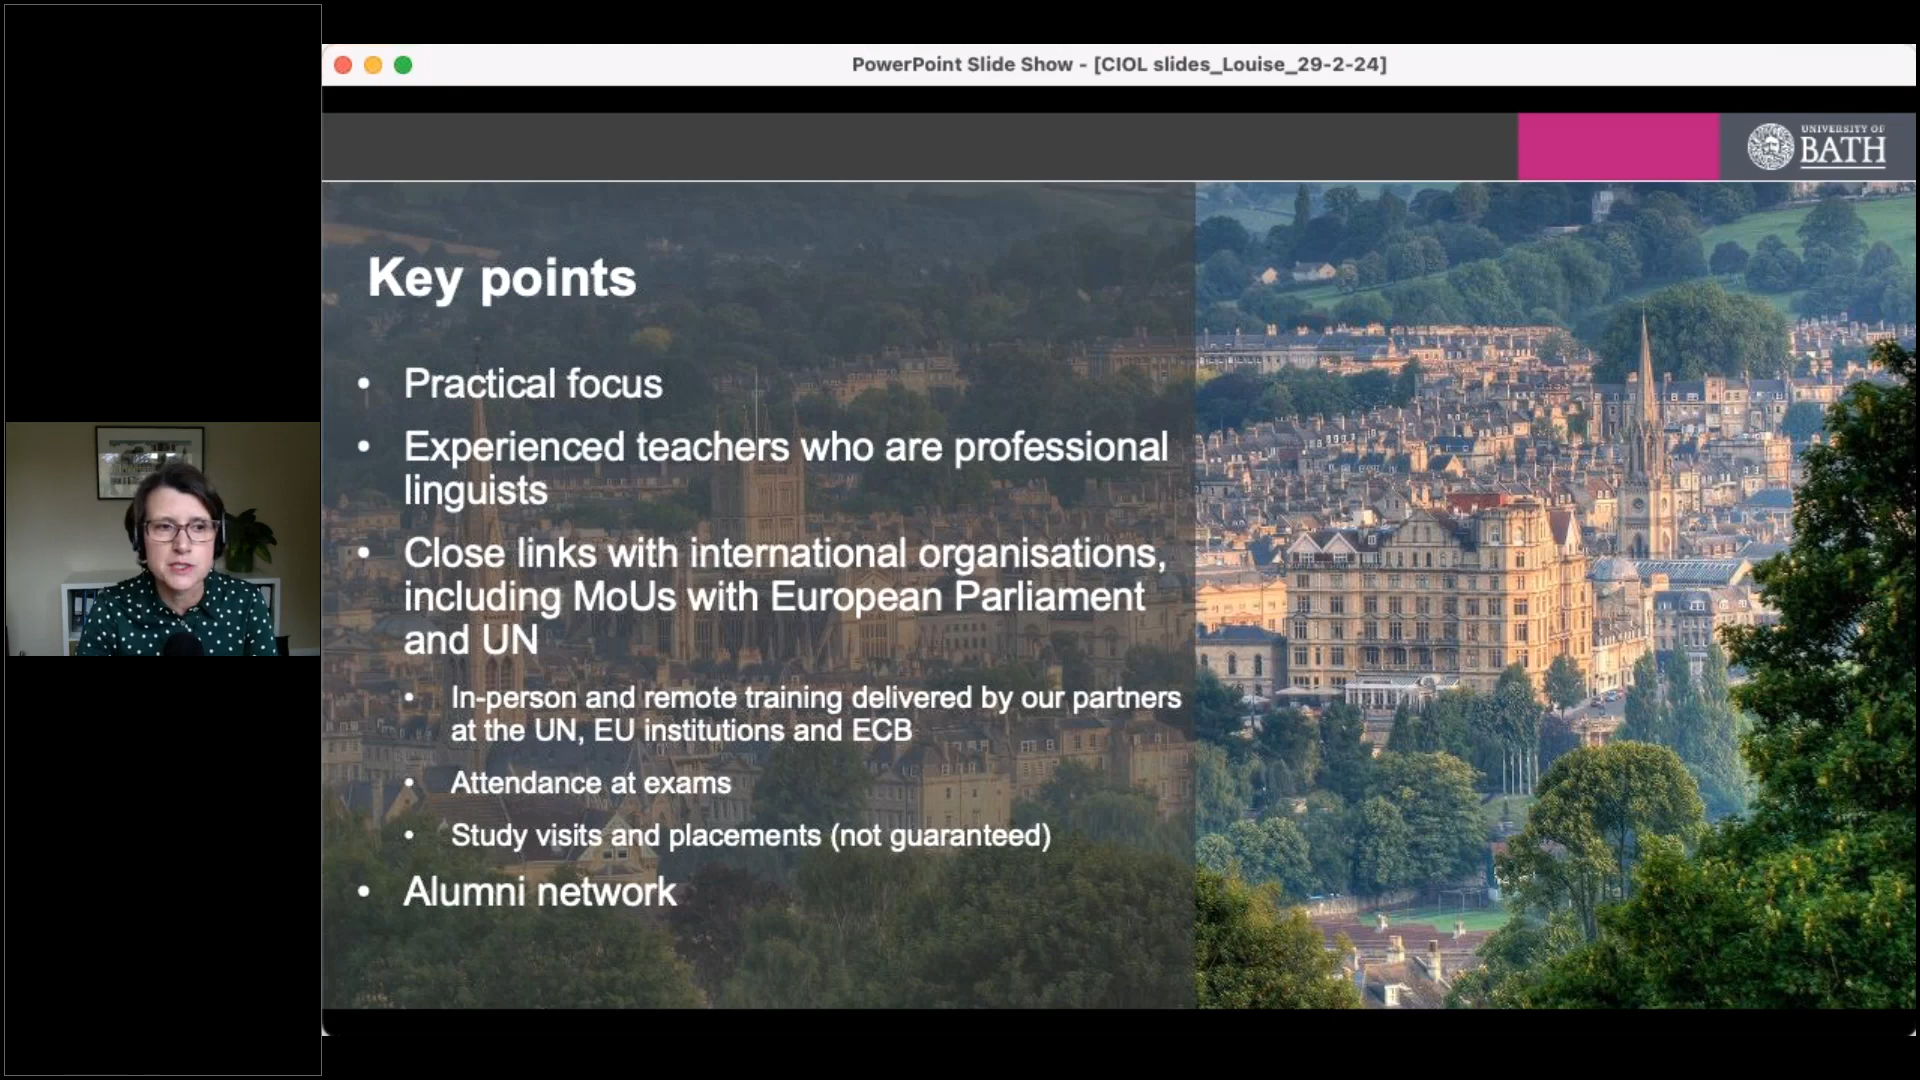 PowerPoint Slide Show - [CIOL slides_Louise_29-2-24]
UNIVERSITY OF
BATH
Key points
• Practical focus
• Experienced teachers who are professional
linguists
• Close links with international organisations,
including MoUs with European Parliament
and UN
• In-person and remote training delivered by our partners
at the UN, EU institutions and ECB
• Attendance at exams
• Study visits and placements (not guaranteed)
• Alumni network